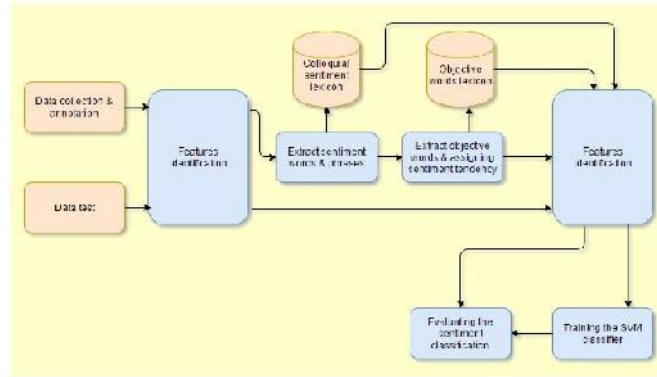 Colloquial
sentiment
lexicon
Objective
words lexicon
Data collection &
annotation
Features
identification
Extract sentiment
words & phrases
Extract objective
words & assigning
sentiment tendency
Features
identification
Data test
Evaluating the
sentiment
classification
Training the SVM
classifier